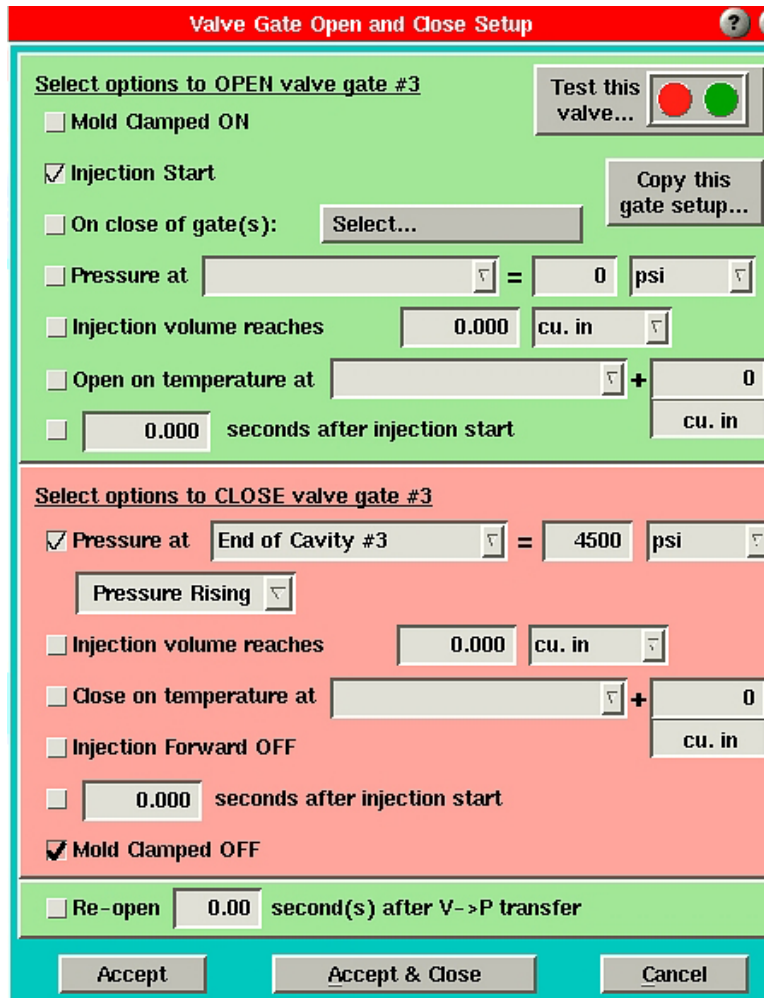 Valve Gate Open and Close Setup ?
Select options to OPEN valve gate #3
Test this
valve...
Mold Clamped ON
Injection Start
Copy this
gate setup...
On close of gate(s): Select...
Pressure at = 0 psi
Injection volume reaches 0.000 cu. in
Open on temperature at + 0
cu. in
0.000 seconds after injection start
Select options to CLOSE valve gate #3
Pressure at End of Cavity #3 = 4500 psi
Pressure Rising
Injection volume reaches 0.000 cu. in
Close on temperature at + 0
cu. in
Injection Forward OFF
0.000 seconds after injection start
Mold Clamped OFF
Re-open 0.00 second(s) after V->P transfer
Accept Accept & Close Cancel